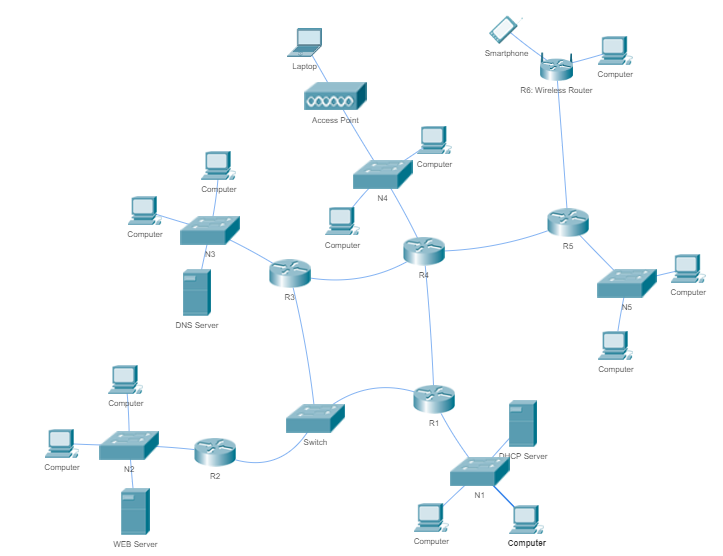 Smartphone
Computer
Laptop
R6: Wireless Router
Access Point
Computer
Computer
N4
Computer
Computer
N3
R4
R5
R3
Computer
N5
DNS Server
Computer
Computer
R1
Computer
Switch
DHCP Server
N2
R2
N1
WEB Server
Computer
Computer